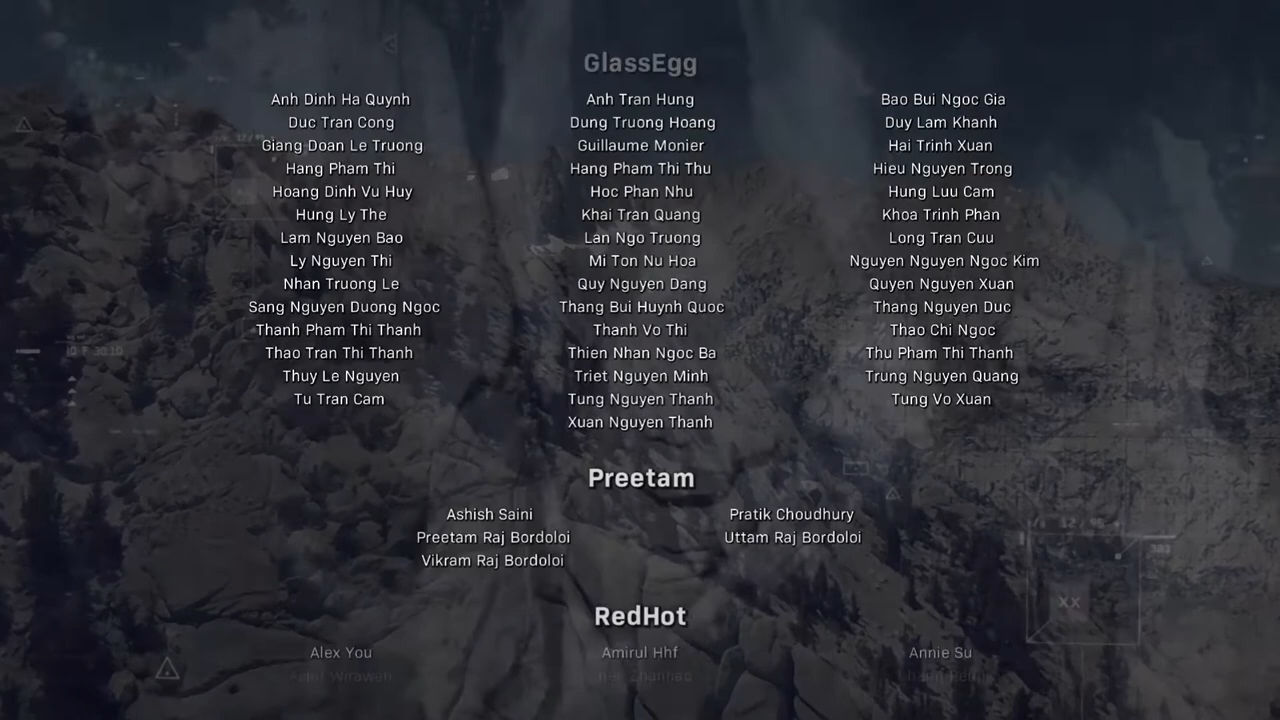 GlassEgg
Anh Dinh Ha Quynh Anh Tran Hung Bao Bui Ngoc Gia
Duc Tran Cong Dung Truong Hoang Duy Lam Khanh
Giang Doan Le Truong Guillaume Monier Hai Trinh Xuan
Hang Pham Thi Hang Pham Thi Thu Hieu Nguyen Trong
Hoang Dinh Vu Huy Hoc Phan Nhu Hung Luu Cam
Hung Ly The Khai Tran Quang Khoa Trinh Phan
Lam Nguyen Bao Lan Ngo Truong Long Tran Cuu
Ly Nguyen Thi Mi Ton Nu Hoa Nguyen Nguyen Ngoc Kim
Nhan Truong Le Quy Nguyen Dang Quyen Nguyen Xuan
Sang Nguyen Duong Ngoc Thang Bui Huynh Quoc Thang Nguyen Duc
Thanh Pham Thi Thanh Thanh Vo Thi Thao Chi Ngoc
Thao Tran Thi Thanh Thien Nhan Ngoc Ba Thu Pham Thi Thanh
Thuy Le Nguyen Triet Nguyen Minh Trung Nguyen Quang
Tu Tran Cam Tung Nguyen Thanh Tung Vo Xuan
Xuan Nguyen Thanh
Preetam
Ashish Saini Pratik Choudhury
Preetam Raj Bordoloi Uttam Raj Bordoloi
Vikram Raj Bordoloi
XX
RedHot
Alex You Amirul Hhf Annie Su